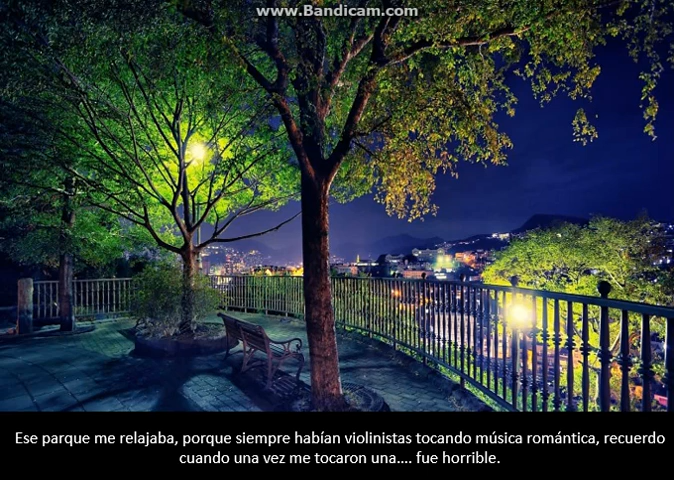 www.Bandicam.com
Ese parque me relajaba, porque siempre habían violinistas tocando música romántica, recuerdo
cuando una vez me tocaron una.... fue horrible.